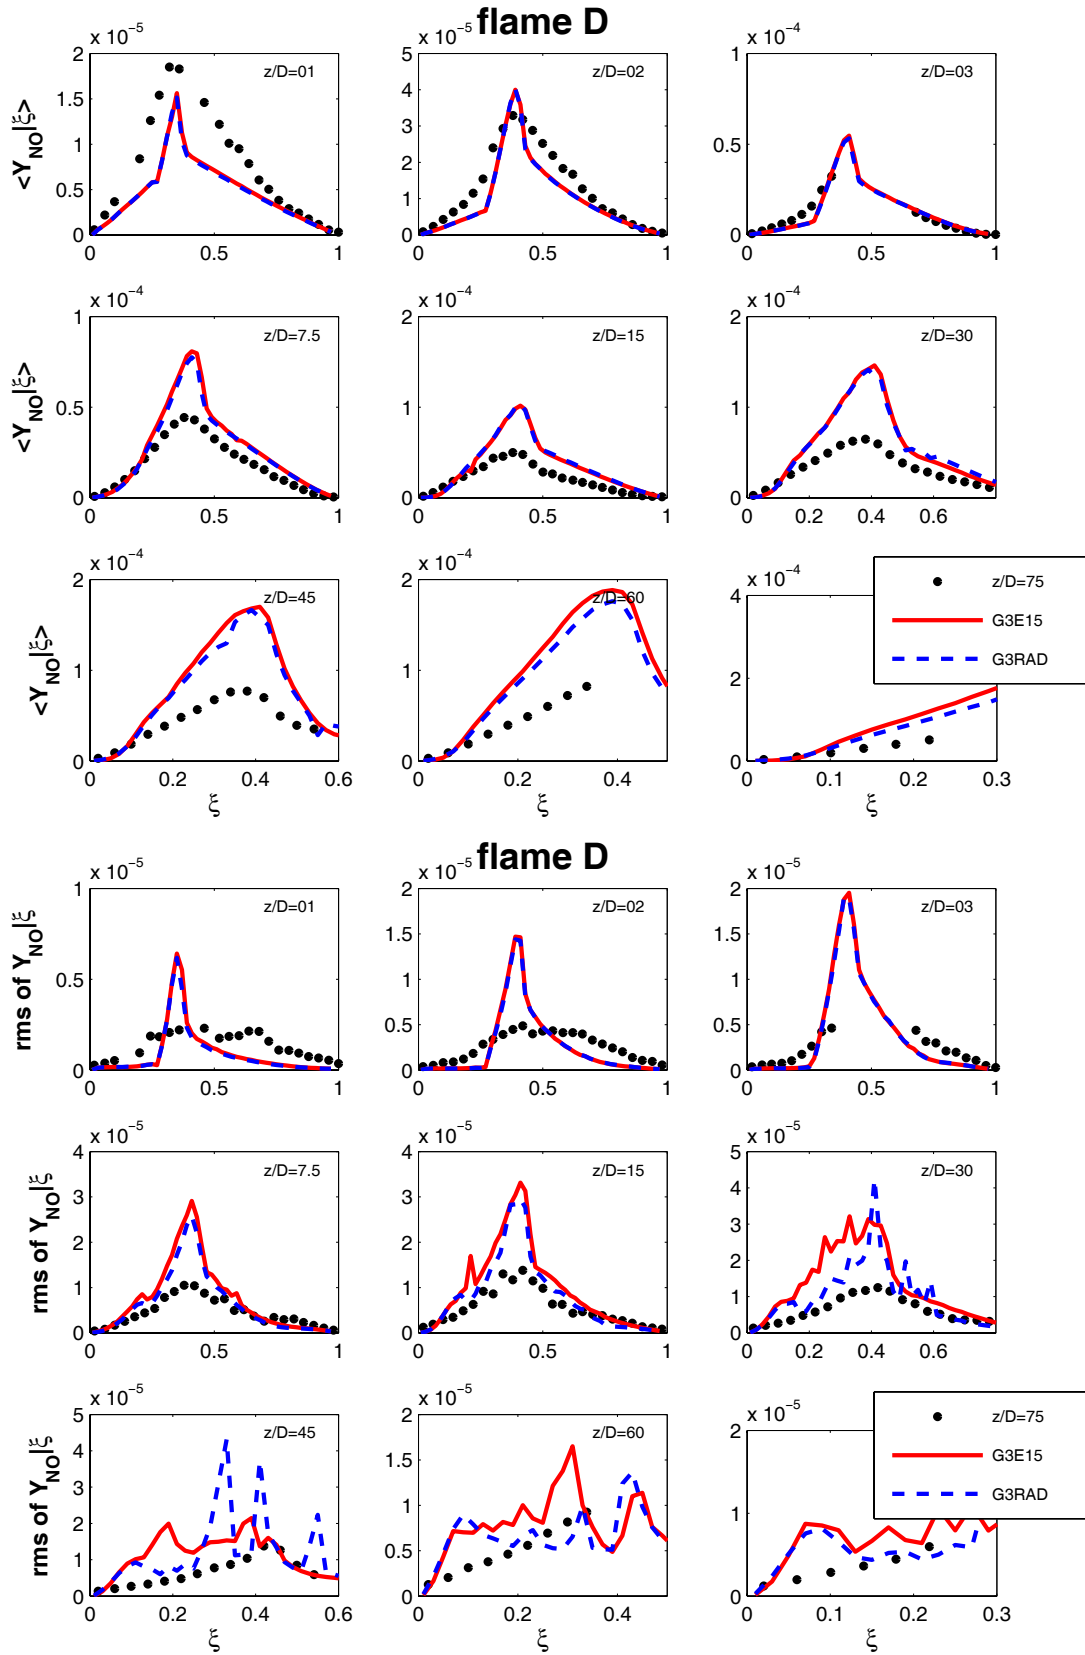 flame D
x 10⁻⁵ x 10⁻⁵ x 10⁻⁴
<Y_NO|ξ>
2 1.5 1 0.5 0
z/D=01
0 0.5 1
5 4 3 2 1 0
z/D=02
0 0.5 1
1 0.5 0
z/D=03
0 0.5 1
x 10⁻⁴ x 10⁻⁴ x 10⁻⁴
<Y_NO|ξ>
1 0.5 0
z/D=7.5
0 0.5 1
2 1 0
z/D=15
0 0.5 1
2 1 0
z/D=30
0 0.2 0.4 0.6
x 10⁻⁴ x 10⁻⁴ x 10⁻⁴
<Y_NO|ξ>
2 1 0
z/D=45
0 0.2 0.4 0.6
ξ
2 1 0
z/D=60
0 0.2 0.4
ξ
4 2 0
z/D=75
G3E15
G3RAD
0 0.1 0.2 0.3
ξ
flame D
x 10⁻⁵ x 10⁻⁵ x 10⁻⁵
rms of Y_NO|ξ
1 0.5 0
z/D=01
0 0.5 1
2 1.5 1 0.5 0
z/D=02
0 0.5 1
2 1.5 1 0.5 0
z/D=03
0 0.5 1
x 10⁻⁵ x 10⁻⁵ x 10⁻⁵
rms of Y_NO|ξ
4 3 2 1 0
z/D=7.5
0 0.5 1
4 3 2 1 0
z/D=15
0 0.5 1
5 4 3 2 1 0
z/D=30
0 0.2 0.4 0.6
x 10⁻⁵ x 10⁻⁵ x 10⁻⁵
rms of Y_NO|ξ
5 4 3 2 1 0
z/D=45
0 0.2 0.4 0.6
ξ
2 1.5 1 0.5 0
z/D=60
0 0.2 0.4
ξ
2 1 0
z/D=75
G3E15
G3RAD
0 0.1 0.2 0.3
ξ